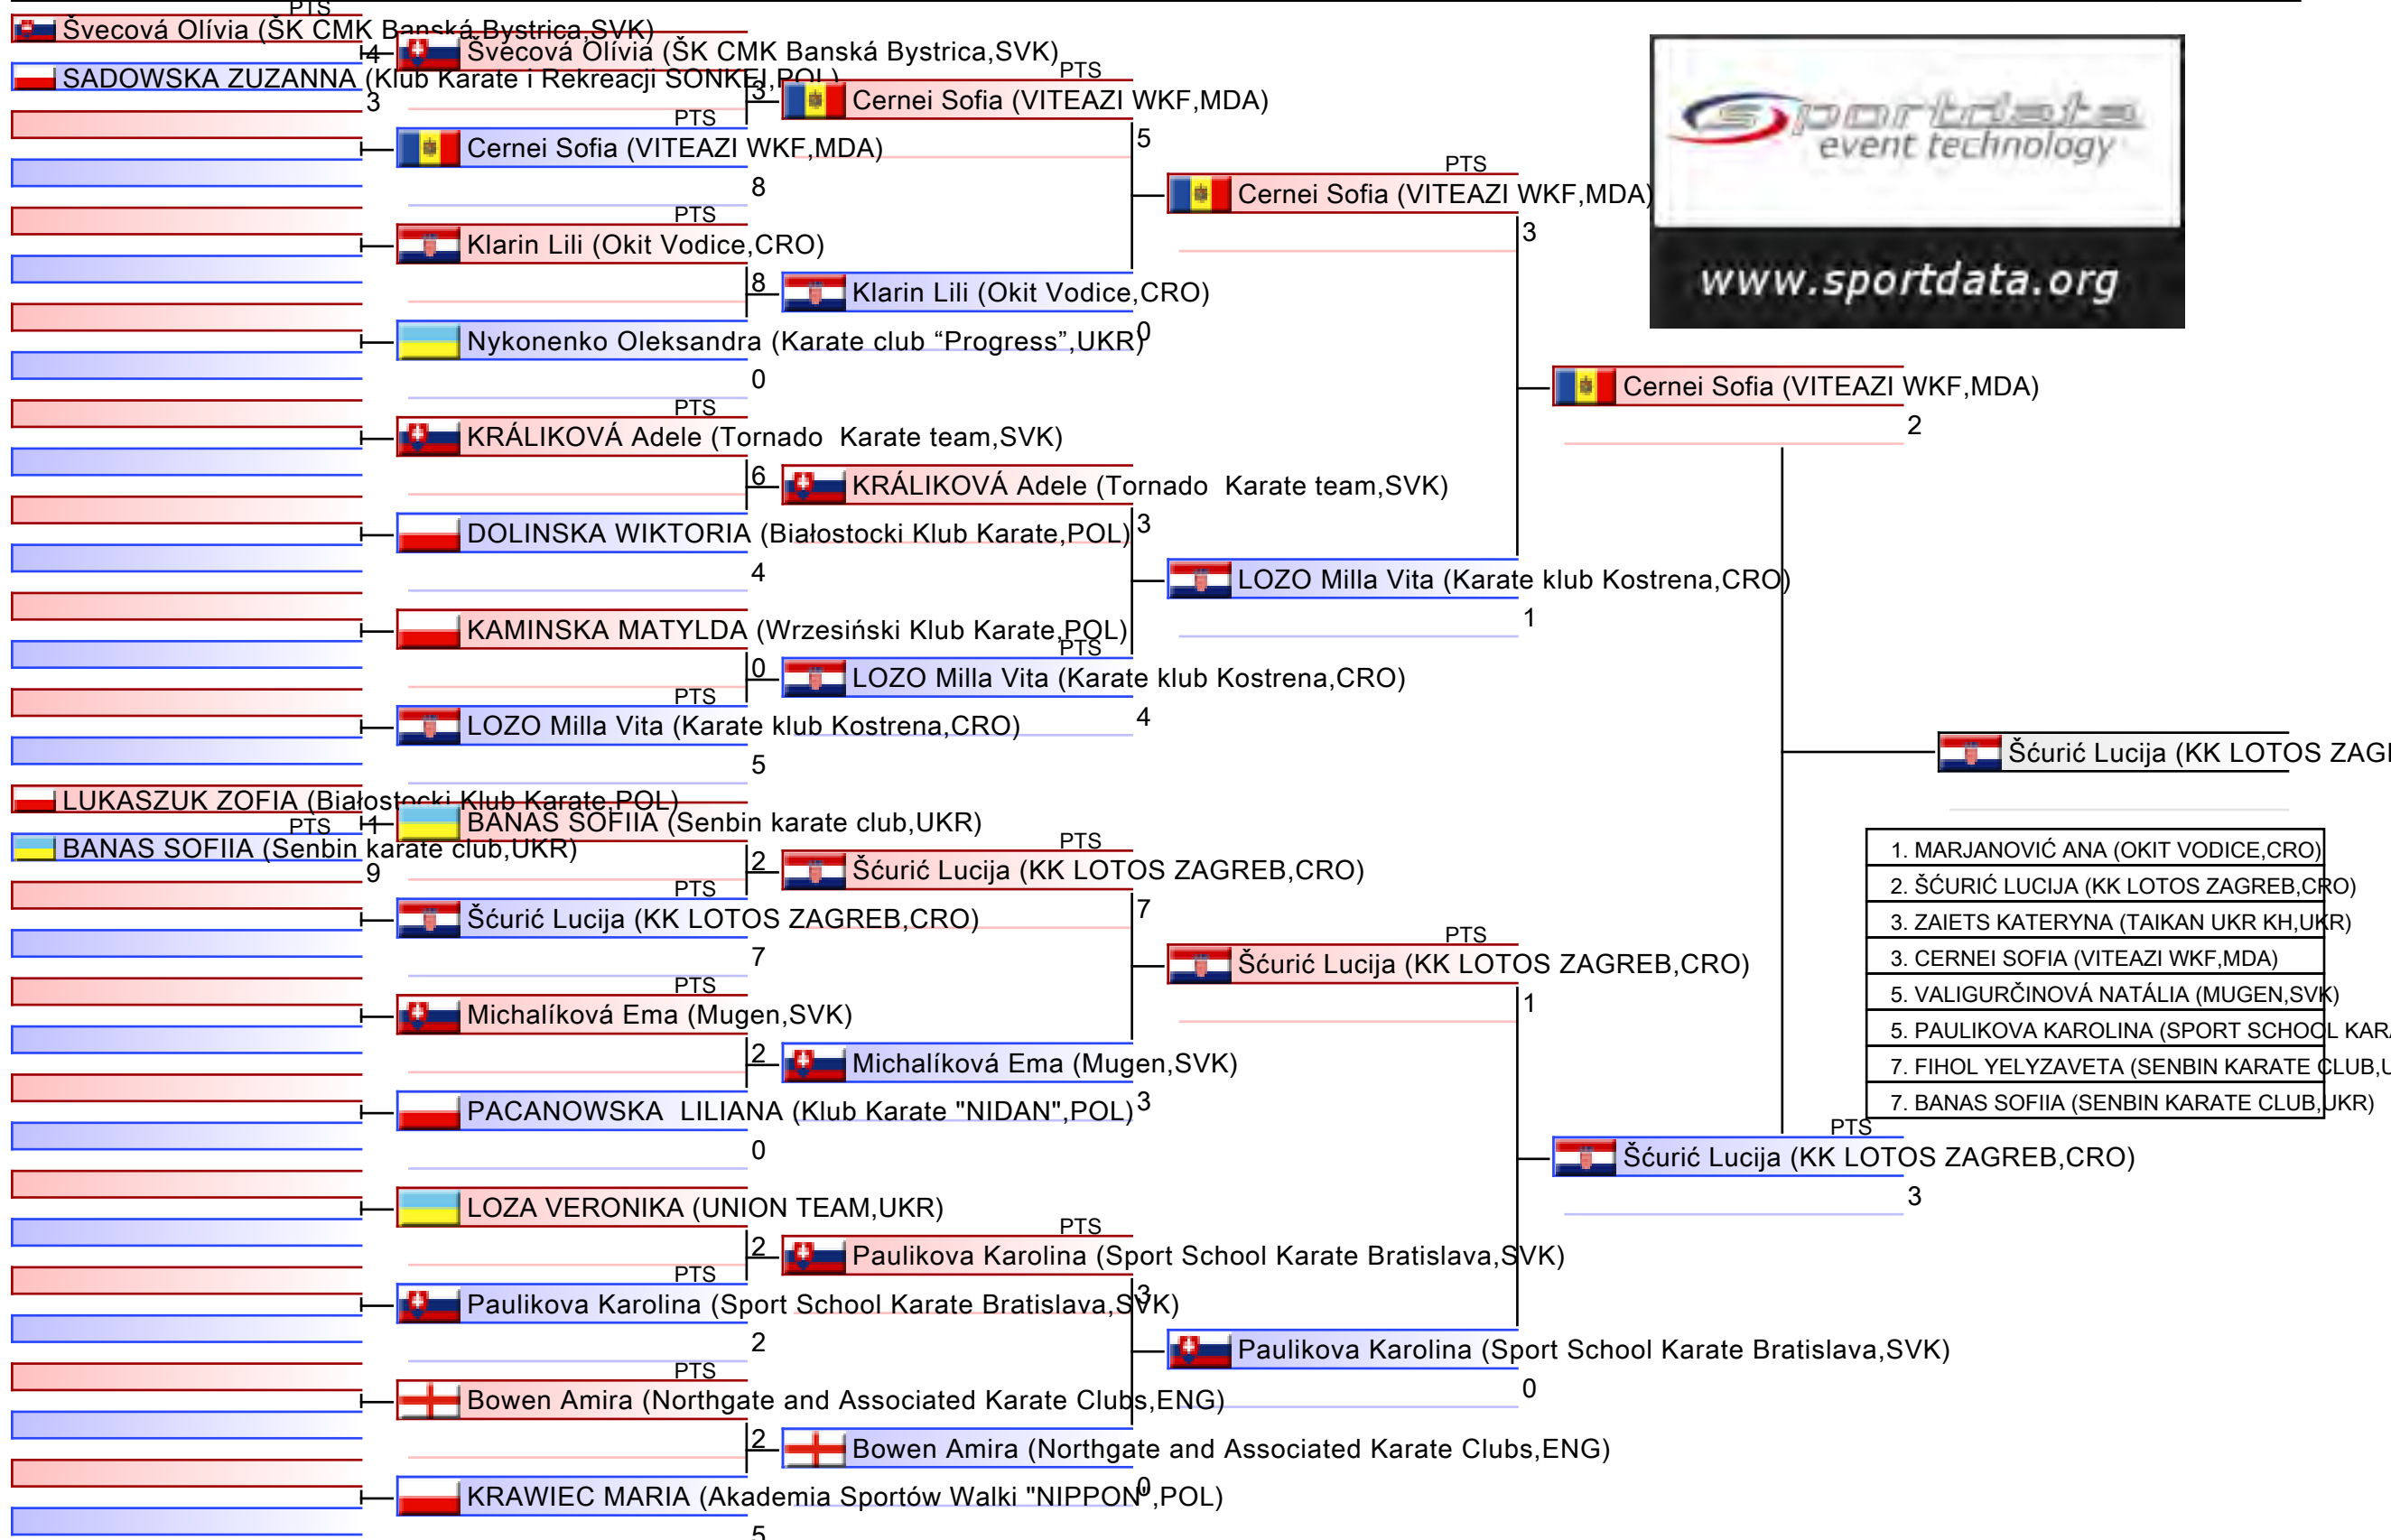 PTS
Švecová Olívia (ŠK CMK Banská Bystrica,SVK)
4
SADOWSKA ZUZANNA (Klub Karate i Rekreacji SONKEI,POL)
3
LUKASZUK ZOFIA (Białostocki Klub Karate,POL)
PTS
1
BANAS SOFIIA (Senbin karate club,UKR)
9
Švecová Olívia (ŠK CMK Banská Bystrica,SVK)
3
PTS
Cernei Sofia (VITEAZI WKF,MDA)
8
PTS
Klarin Lili (Okit Vodice,CRO)
8
Nykonenko Oleksandra (Karate club “Progress”,UKR)
0
PTS
KRÁLIKOVÁ Adele (Tornado  Karate team,SVK)
6
DOLINSKA WIKTORIA (Białostocki Klub Karate,POL)
4
KAMINSKA MATYLDA (Wrzesiński Klub Karate,POL)
0
PTS
LOZO Milla Vita (Karate klub Kostrena,CRO)
5
BANAS SOFIIA (Senbin karate club,UKR)
2
PTS
Šćurić Lucija (KK LOTOS ZAGREB,CRO)
7
PTS
Michalíková Ema (Mugen,SVK)
2
PACANOWSKA  LILIANA (Klub Karate "NIDAN",POL)
0
LOZA VERONIKA (UNION TEAM,UKR)
2
PTS
Paulikova Karolina (Sport School Karate Bratislava,SVK)
2
PTS
Bowen Amira (Northgate and Associated Karate Clubs,ENG)
2
KRAWIEC MARIA (Akademia Sportów Walki "NIPPON",POL)
5
PTS
Cernei Sofia (VITEAZI WKF,MDA)
5
Klarin Lili (Okit Vodice,CRO)
0
KRÁLIKOVÁ Adele (Tornado  Karate team,SVK)
3
PTS
LOZO Milla Vita (Karate klub Kostrena,CRO)
4
PTS
Šćurić Lucija (KK LOTOS ZAGREB,CRO)
7
Michalíková Ema (Mugen,SVK)
3
PTS
Paulikova Karolina (Sport School Karate Bratislava,SVK)
3
Bowen Amira (Northgate and Associated Karate Clubs,ENG)
0
PTS
Cernei Sofia (VITEAZI WKF,MDA)
3
LOZO Milla Vita (Karate klub Kostrena,CRO)
1
PTS
Šćurić Lucija (KK LOTOS ZAGREB,CRO)
1
Paulikova Karolina (Sport School Karate Bratislava,SVK)
0
Cernei Sofia (VITEAZI WKF,MDA)
2
PTS
Šćurić Lucija (KK LOTOS ZAGREB,CRO)
3
sportdata
event technology
www.sportdata.org
Šćurić Lucija (KK LOTOS
1. MARJANOVIĆ ANA (OKIT VODICE,CRO)
2. ŠĆURIĆ LUCIJA (KK LOTOS ZAGREB,CRO)
3. ZAIETS KATERYNA (TAIKAN UKR KH,UKR)
3. CERNEI SOFIA (VITEAZI WKF,MDA)
5. VALIGURČINOVÁ NATÁLIA (MUGEN,SVK)
5. PAULIKOVA KAROLINA (SPORT SCHOOL
7. FIHOL YELYZAVETA (SENBIN KARATE CLUB,
7. BANAS SOFIIA (SENBIN KARATE CLUB,UKR)